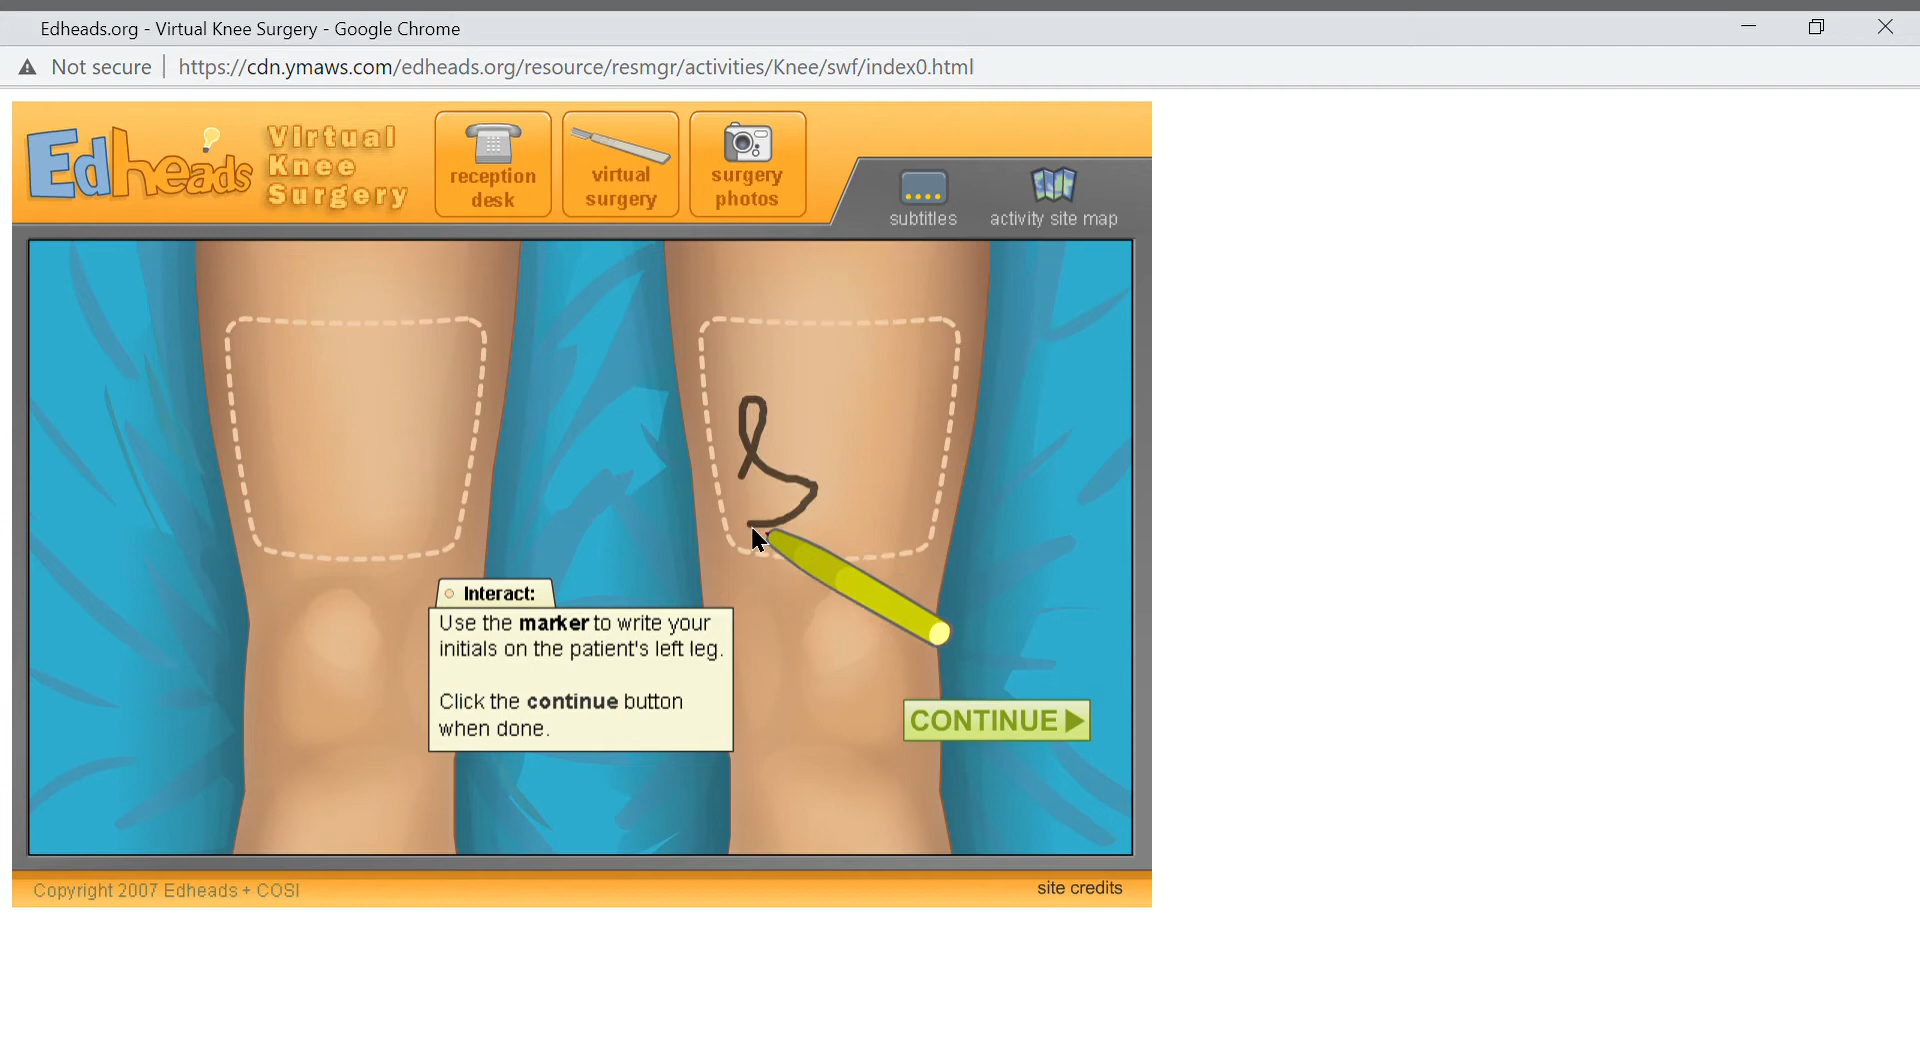 Edheads.org - Virtual Knee Surgery - Google Chrome
Not secure | https://cdn.ymaws.com/edheads.org/resource/resmgr/activities/Knee/swf/index0.html
Edheads
Virtual
Knee
Surgery
reception
desk
virtual
surgery
surgery
photos
subtitles
activity site map
Interact:
Use the marker to write your
initials on the patient's left leg.
Click the continue button
when done.
CONTINUE
Copyright 2007 Edheads + COSI
site credits